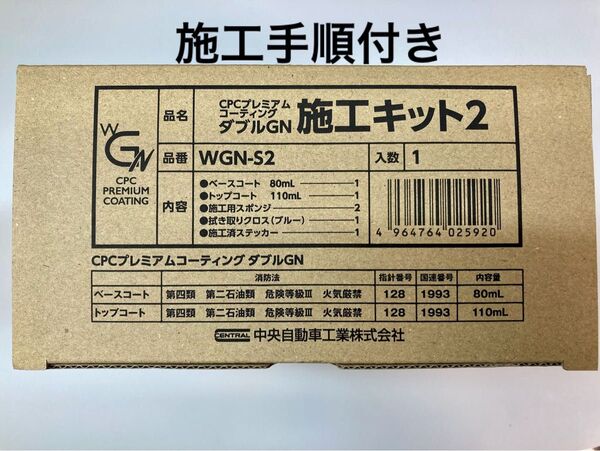 施工手順付き
WGN
CPC
PREMIUM
COATING
品名 CPCプレミアム
コーティング
ダブルGN 施工キット2
品番 WGN-S2 入数 1
内容
●ベースコート 80mL 1
●トップコート 110mL 1
●施工用スポンジ 2
●拭き取りクロス(ブルー) 1
●施工済ステッカー 1
4 964764 025920
CPCプレミアムコーティング ダブルGN
消防法 指針番号 国連番号 内容量
ベースコート 第四類 第二石油類 危険等級Ⅲ 火気厳禁 128 1993 80mL
トップコート 第四類 第二石油類 危険等級Ⅲ 火気厳禁 128 1993 110mL
CENTRAL 中央自動車工業株式会社